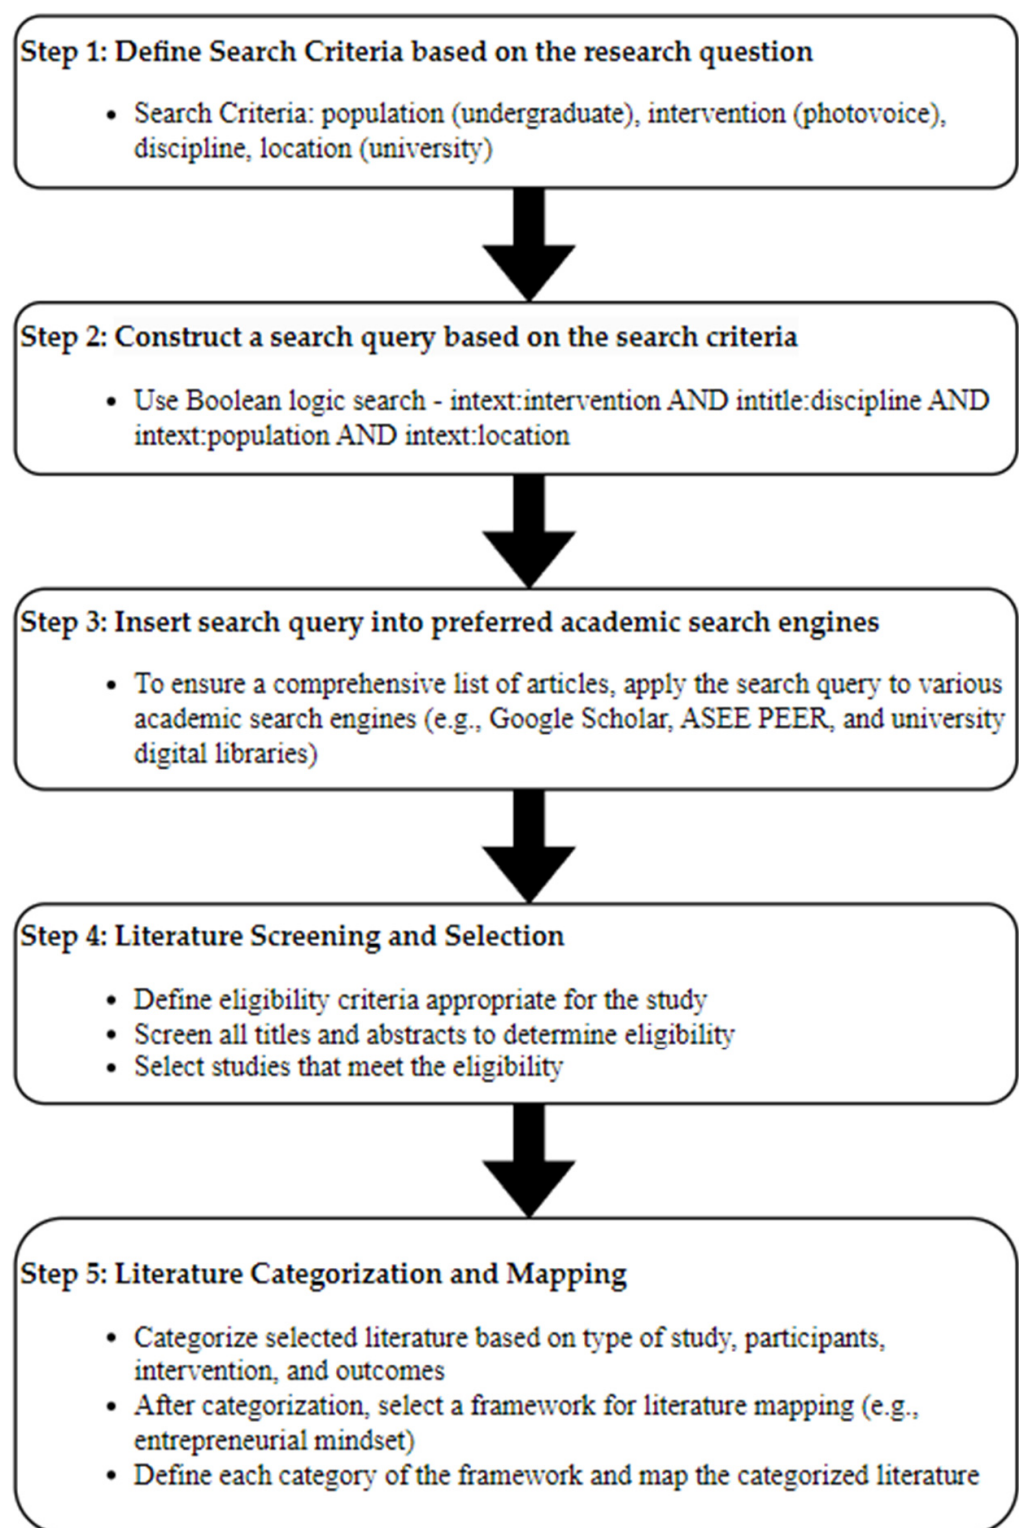 Step 1: Define Search Criteria based on the research question
• Search Criteria: population (undergraduate), intervention (photovoice),
discipline, location (university)
Step 2: Construct a search query based on the search criteria
• Use Boolean logic search - intext:intervention AND intitle:discipline AND
intext:population AND intext:location
Step 3: Insert search query into preferred academic search engines
• To ensure a comprehensive list of articles, apply the search query to various
academic search engines (e.g., Google Scholar, ASEE PEER, and university
digital libraries)
Step 4: Literature Screening and Selection
• Define eligibility criteria appropriate for the study
• Screen all titles and abstracts to determine eligibility
• Select studies that meet the eligibility
Step 5: Literature Categorization and Mapping
• Categorize selected literature based on type of study, participants,
intervention, and outcomes
• After categorization, select a framework for literature mapping (e.g.,
entrepreneurial mindset)
• Define each category of the framework and map the categorized literature